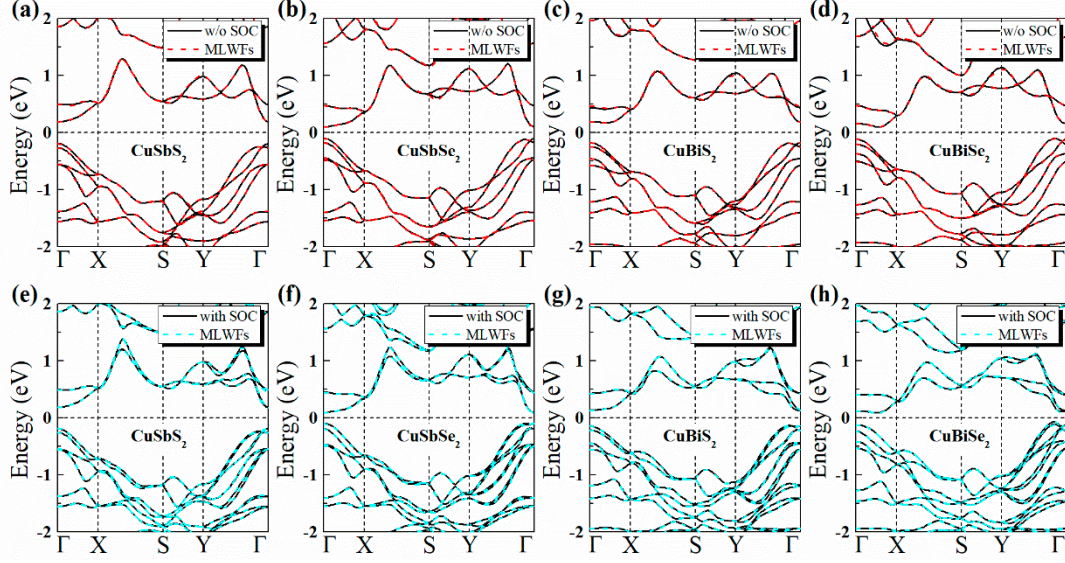 (a)
2
1
0
-1
-2
Energy (eV)
w/o SOC
MLWFs
CuSbS2
Γ X S Y Γ
(b)
2
1
0
-1
-2
Energy (eV)
w/o SOC
MLWFs
CuSbSe2
Γ X S Y Γ
(c)
2
1
0
-1
-2
Energy (eV)
w/o SOC
MLWFs
CuBiS2
Γ X S Y Γ
(d)
2
1
0
-1
-2
Energy (eV)
w/o SOC
MLWFs
CuBiSe2
Γ X S Y Γ
(e)
2
1
0
-1
-2
Energy (eV)
with SOC
MLWFs
CuSbS2
Γ X S Y Γ
(f)
2
1
0
-1
-2
Energy (eV)
with SOC
MLWFs
CuSbSe2
Γ X S Y Γ
(g)
2
1
0
-1
-2
Energy (eV)
with SOC
MLWFs
CuBiS2
Γ X S Y Γ
(h)
2
1
0
-1
-2
Energy (eV)
with SOC
MLWFs
CuBiSe2
Γ X S Y Γ